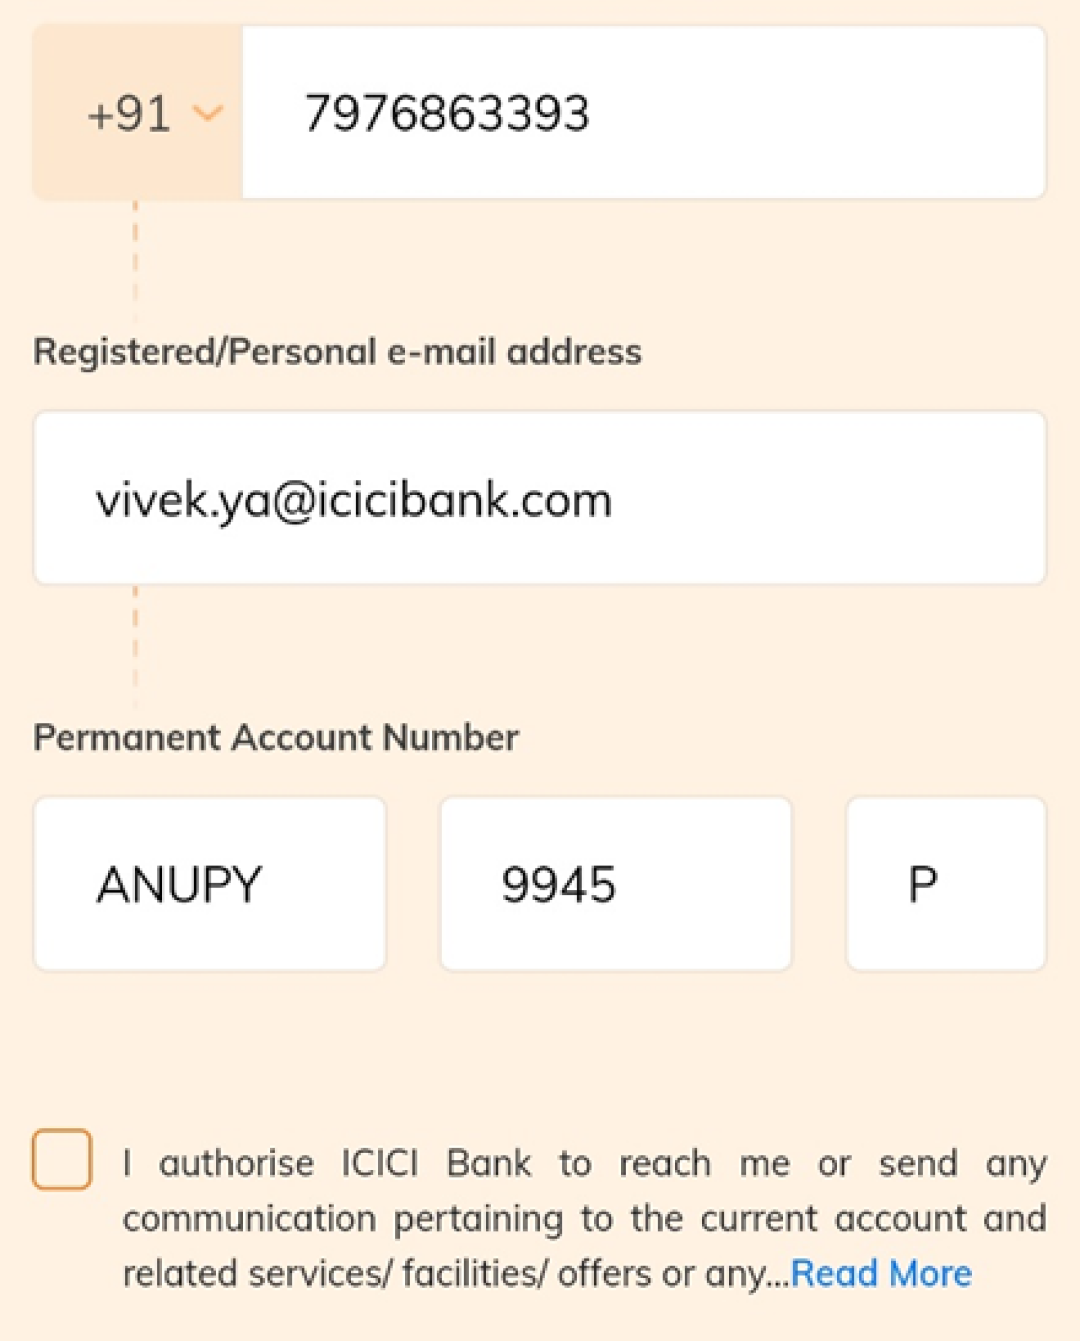 +91 7976863393
Registered/Personal e-mail address
vivek.ya@icicibank.com
Permanent Account Number
ANUPY 9945 P
I authorise ICICI Bank to reach me or send any
communication pertaining to the current account and
related services/ facilities/ offers or any...Read More